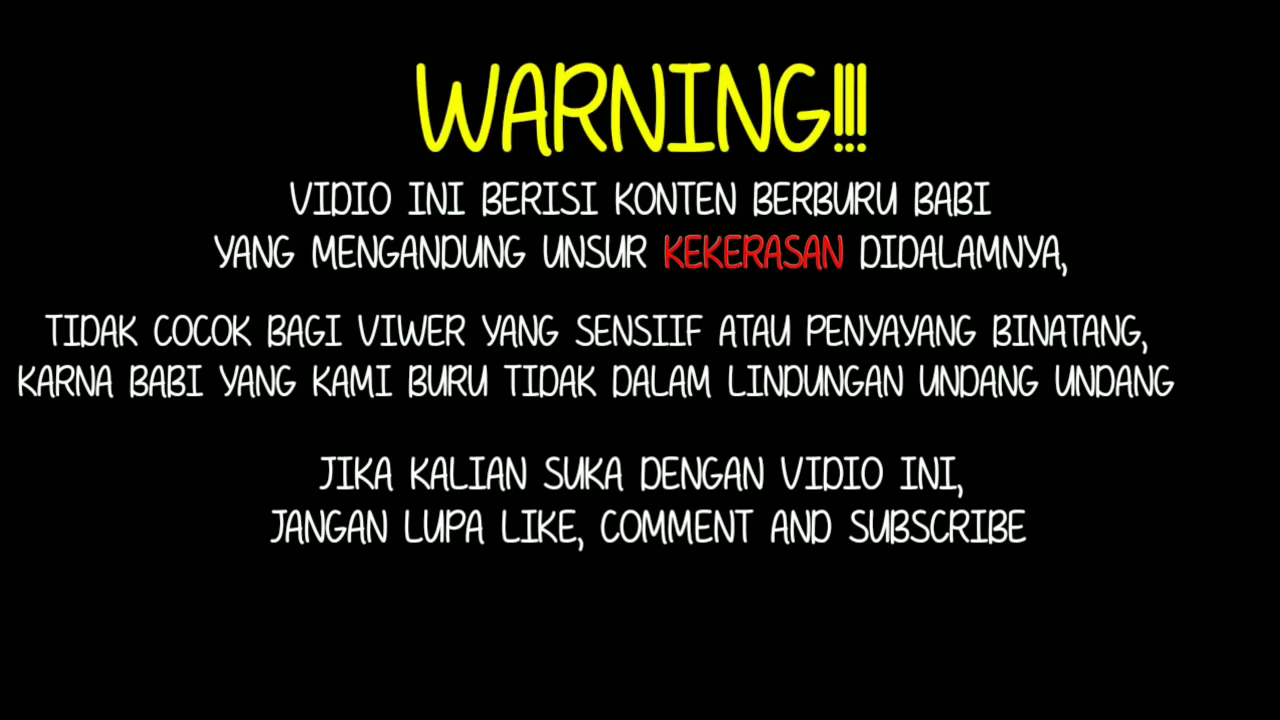 WARNING!!!
VIDIO INI BERISI KONTEN BERBURU BABI
YANG MENGANDUNG UNSUR KEKERASAN DIDALAMNYA,
TIDAK COCOK BAGI VIWER YANG SENSIIF ATAU PENYAYANG BINATANG,
KARNA BABI YANG KAMI BURU TIDAK DALAM LINDUNGAN UNDANG UNDANG
JIKA KALIAN SUKA DENGAN VIDIO INI,
JANGAN LUPA LIKE, COMMENT AND SUBSCRIBE